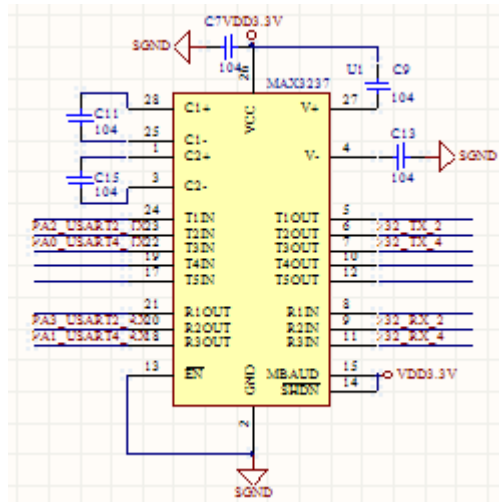 C7 VDD3.3V
SGND
104
26
MAX3237
U1
C9
104
28
C1+
VCC
V+
27
C11
104
25
C1-
1
C2+
V-
4
C13
104
SGND
C15
104
3
C2-
24
T1IN
T1OUT
5
PA2_USART2_TX
23
T2IN
T2OUT
6
232_TX_2
PA0_USART4_TX
22
T3IN
T3OUT
7
232_TX_4
19
T4IN
T4OUT
10
17
T5IN
T5OUT
12
21
R1OUT
R1IN
8
PA3_USART2_RX
20
R2OUT
R2IN
9
232_RX_2
PA1_USART4_RX
18
R3OUT
R3IN
11
232_RX_4
13
EN
GND
MBAUD
15
VDD3.3V
SHDN
14
2
SGND